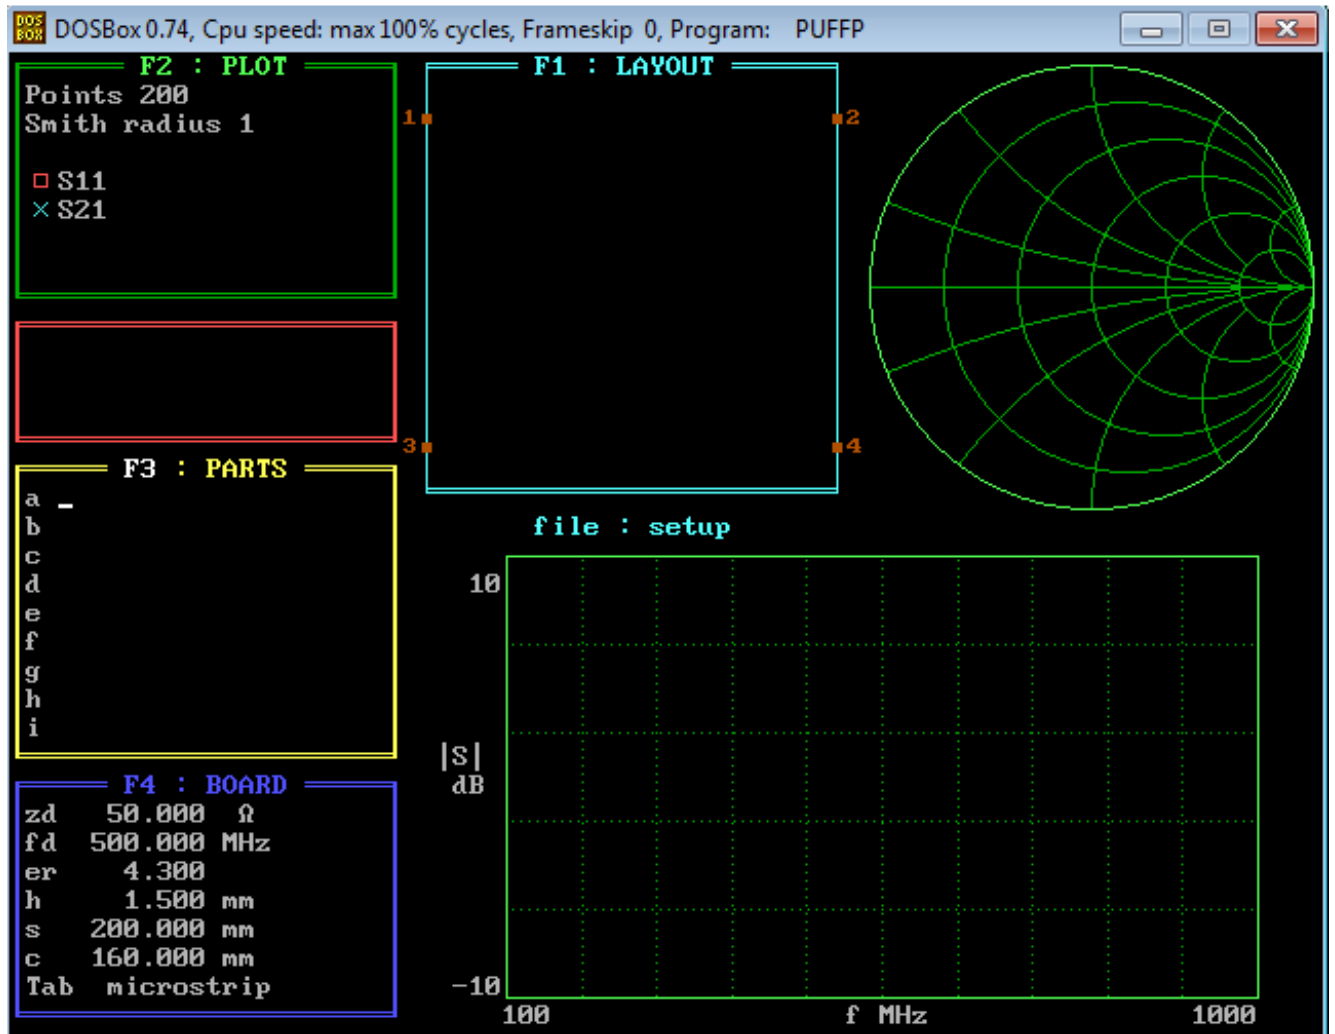 DOS BOX DOSBox 0.74, Cpu speed: max 100% cycles, Frameskip 0, Program: PUFFP
F2 : PLOT
Points 200
Smith radius 1
S11
S21
F1 : LAYOUT
1
2
3
4
F3 : PARTS
a _
b
c
d
e
f
g
h
i
F4 : BOARD
zd 50.000 Ω
fd 500.000 MHz
er 4.300
h 1.500 mm
s 200.000 mm
c 160.000 mm
Tab microstrip
file : setup
10
|S|
dB
-10
100 f MHz 1000